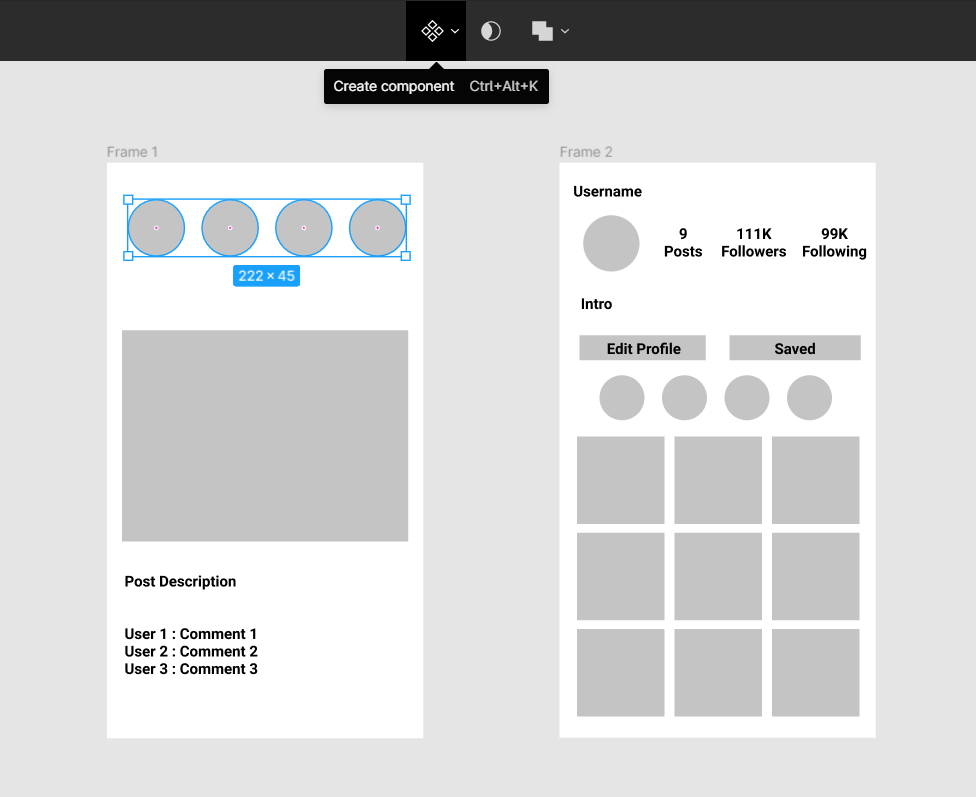 Create component Ctrl+Alt+K
Frame 1
222 × 45
Post Description
User 1 : Comment 1
User 2 : Comment 2
User 3 : Comment 3
Frame 2
Username
9 111K 99K
Posts Followers Following
Intro
Edit Profile Saved